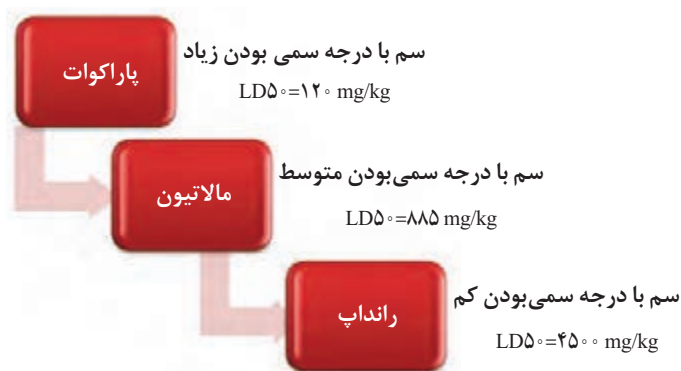 پاراکوات
سم با درجه سمی بودن زیاد
LD۵۰=۱۲۰ mg/kg
مالاتیون
سم با درجه سمی‌بودن متوسط
LD۵۰=۸۸۵ mg/kg
رانداپ
سم با درجه سمی‌بودن کم
LD۵۰=۴۵۰۰ mg/kg